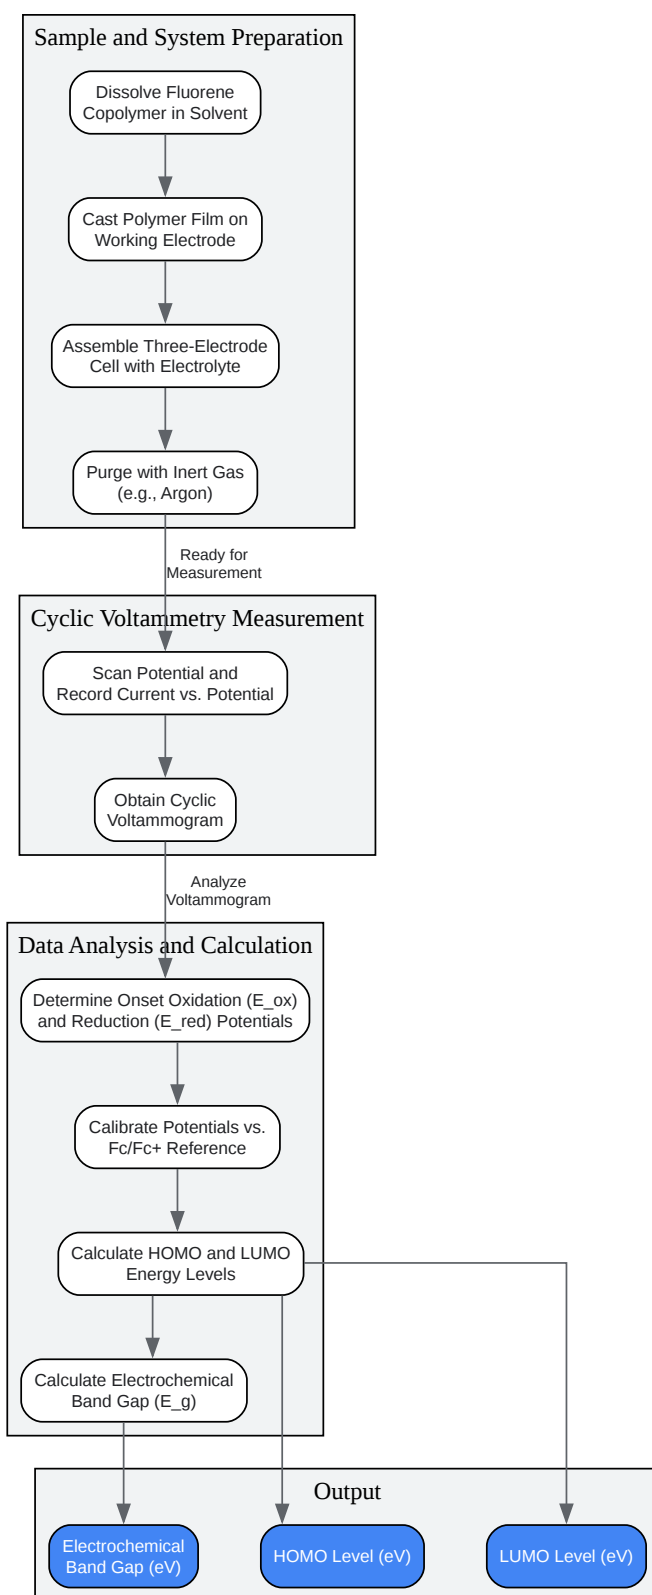 Sample and System Preparation
Dissolve Fluorene
Copolymer in Solvent
Cast Polymer Film on
Working Electrode
Assemble Three-Electrode
Cell with Electrolyte
Purge with Inert Gas
(e.g., Argon)
Ready for
Measurement
Cyclic Voltammetry Measurement
Scan Potential and
Record Current vs. Potential
Obtain Cyclic
Voltammogram
Analyze
Voltammogram
Data Analysis and Calculation
Determine Onset Oxidation (E_ox)
and Reduction (E_red) Potentials
Calibrate Potentials vs.
Fc/Fc+ Reference
Calculate HOMO and LUMO
Energy Levels
Calculate Electrochemical
Band Gap (E_g)
Output
Electrochemical
Band Gap (eV)
HOMO Level (eV)
LUMO Level (eV)